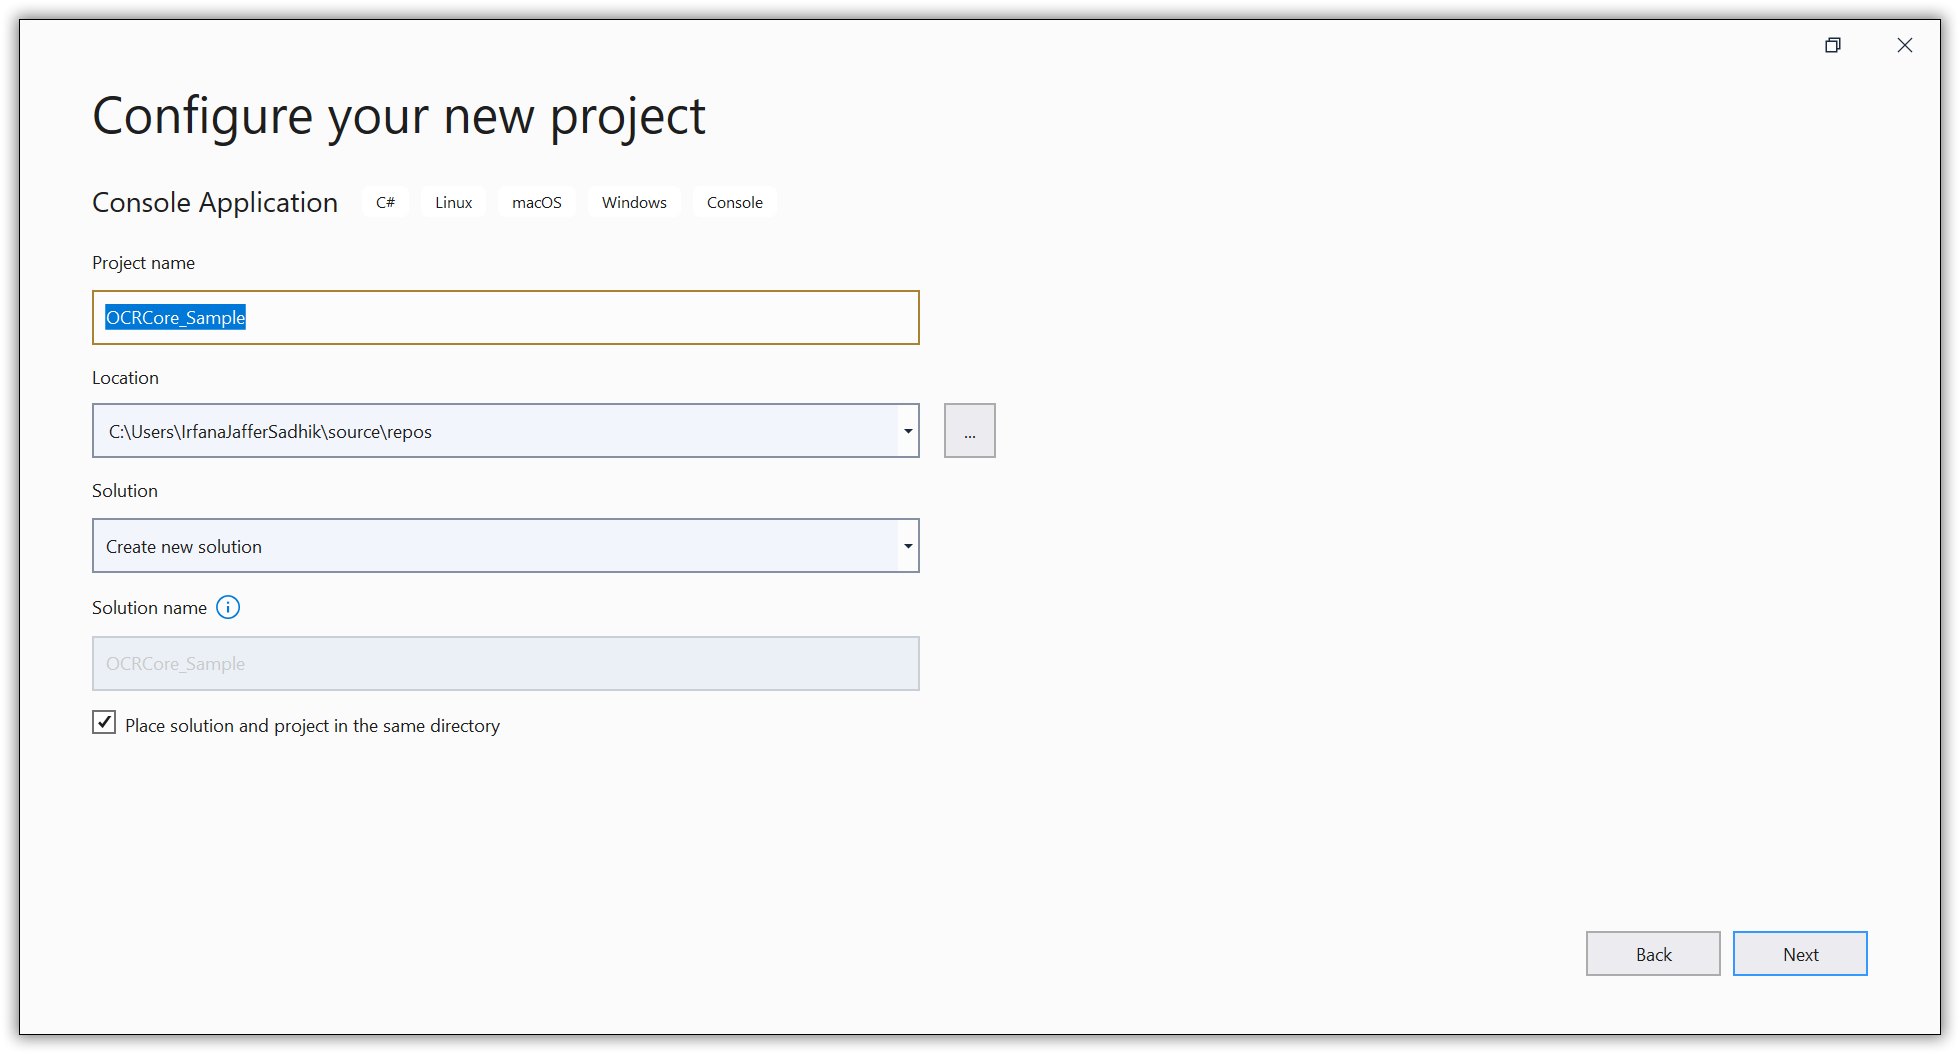 Configure your new project
Console Application C# Linux macOS Windows Console
Project name
OCRCore_Sample
Location
C:\Users\IrfanaJafferSadhik\source\repos
...
Solution
Create new solution
Solution name
OCRCore_Sample
Place solution and project in the same directory
Back Next